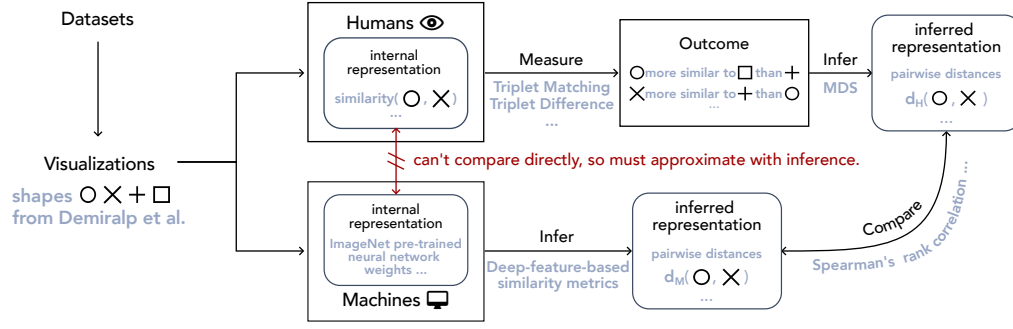 Datasets
Visualizations
shapes
from Demiralp et al.
Humans
internal
representation
similarity( , )
...
Measure
Triplet Matching
Triplet Difference
...
Outcome
more similar to than
more similar to than
...
Infer
MDS
inferred
representation
pairwise distances
dH( , )
...
can't compare directly, so must approximate with inference.
internal
representation
ImageNet pre-trained
neural network
weights ...
Machines
Infer
Deep-feature-based
similarity metrics
inferred
representation
pairwise distances
dM( , )
...
Compare
Spearman's rank correlation ...